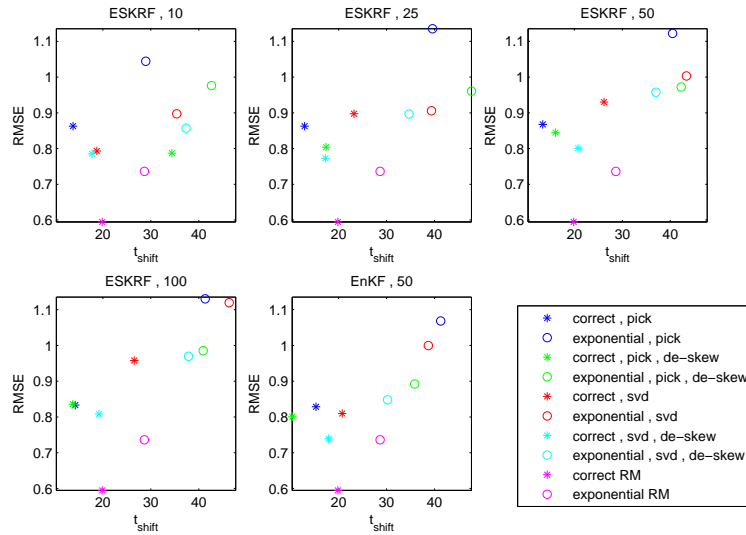 ESKRF , 10
1.1
1
0.9
0.8
0.7
0.6
RMSE
20
30
40
t_shift
ESKRF , 25
1.1
1
0.9
0.8
0.7
0.6
RMSE
20
30
40
t_shift
ESKRF , 50
1.1
1
0.9
0.8
0.7
0.6
RMSE
20
30
40
t_shift
ESKRF , 100
1.1
1
0.9
0.8
0.7
0.6
RMSE
20
30
40
t_shift
EnKF , 50
1.1
1
0.9
0.8
0.7
0.6
RMSE
20
30
40
t_shift
correct , pick
exponential , pick
correct , pick , de−skew
exponential , pick , de−skew
correct , svd
exponential , svd
correct , svd , de−skew
exponential , svd , de−skew
correct RM
exponential RM